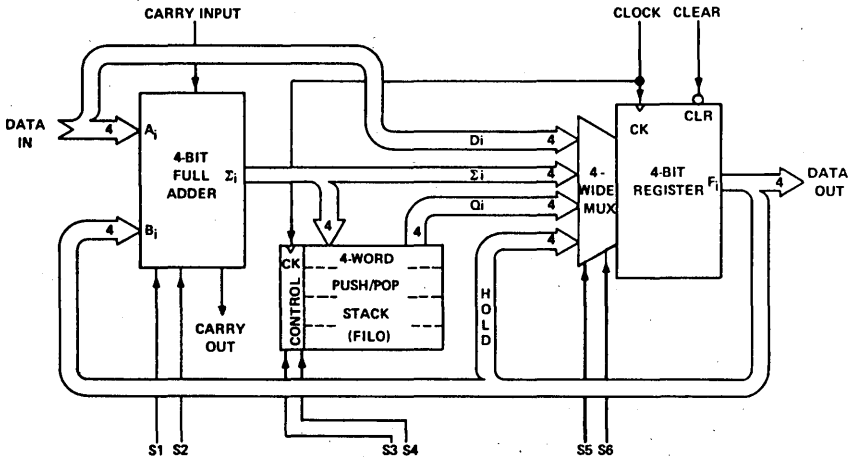 CARRY INPUT
CLOCK CLEAR
DATA
IN
4
Ai
4-BIT
FULL
ADDER
Σi
4
Bi
CARRY
OUT
4
4
CK
CONTROL
4-WORD
PUSH/POP
STACK
(FILO)
Di 4
Σi 4
Qi 4
4
HOLD
4-
WIDE
MUX
CK
CLR
4-BIT
REGISTER
Fi
4
DATA
OUT
S1 S2
S3 S4
S5 S6